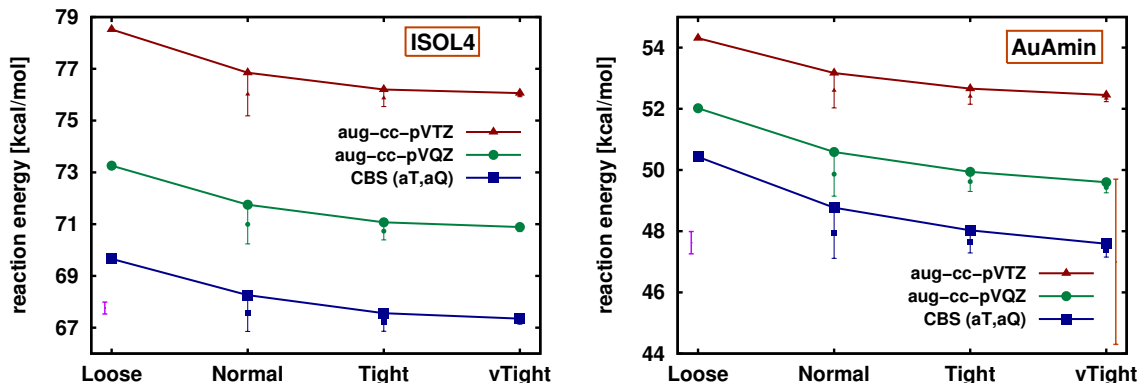 reaction energy [kcal/mol]
79
77
75
73
71
69
67
ISOL4
aug-cc-pVTZ
aug-cc-pVQZ
CBS (aT,aQ)
Loose Normal Tight vTight
reaction energy [kcal/mol]
54
52
50
48
46
44
AuAmin
aug-cc-pVTZ
aug-cc-pVQZ
CBS (aT,aQ)
Loose Normal Tight vTight